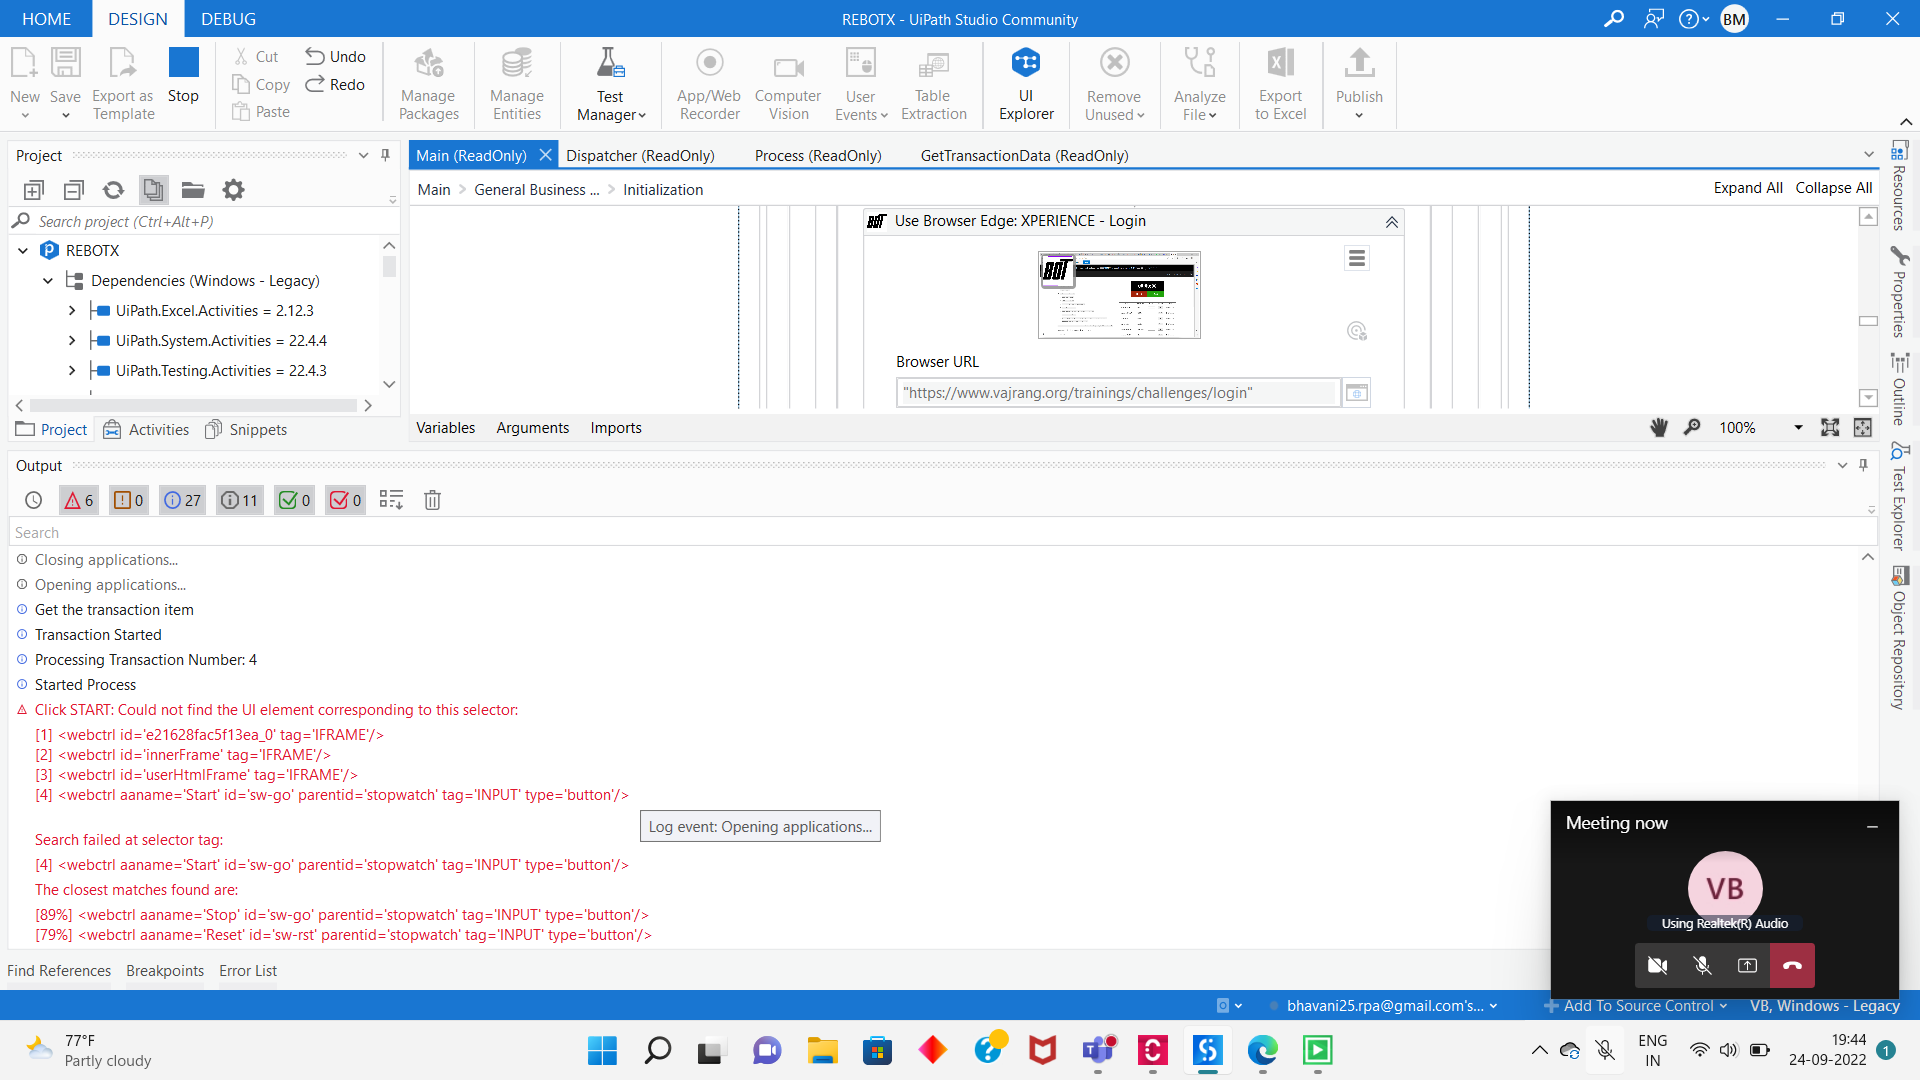 HOME DESIGN DEBUG REBOTX - UiPath Studio Community BM
New Save Export as Template Stop Cut Copy Paste Undo Redo Manage Packages Manage Entities Test Manager App/Web Recorder Computer Vision User Events Table Extraction UI Explorer Remove Unused Analyze File Export to Excel Publish
Project
Search project (Ctrl+Alt+P)
REBOTX
Dependencies (Windows - Legacy)
UiPath.Excel.Activities = 2.12.3
UiPath.System.Activities = 22.4.4
UiPath.Testing.Activities = 22.4.3
Project Activities Snippets
Main (ReadOnly) Dispatcher (ReadOnly) Process (ReadOnly) GetTransactionData (ReadOnly)
Main > General Business ... > Initialization Expand All Collapse All
Use Browser Edge: XPERIENCE - Login
BOT
Browser URL
"https://www.vajrang.org/trainings/challenges/login"
Variables Arguments Imports 100%
Resources
Properties
Outline
Test Explorer
Object Repository
Output
6 0 27 11 0 0
Search
Closing applications...
Opening applications...
Get the transaction item
Transaction Started
Processing Transaction Number: 4
Started Process
Click START: Could not find the UI element corresponding to this selector:
[1] <webctrl id='e21628fac5f13ea_0' tag='IFRAME'/>
[2] <webctrl id='innerFrame' tag='IFRAME'/>
[3] <webctrl id='userHtmlFrame' tag='IFRAME'/>
[4] <webctrl aaname='Start' id='sw-go' parentid='stopwatch' tag='INPUT' type='button'/>
Log event: Opening applications...
Search failed at selector tag:
[4] <webctrl aaname='Start' id='sw-go' parentid='stopwatch' tag='INPUT' type='button'/>
The closest matches found are:
[89%] <webctrl aaname='Stop' id='sw-go' parentid='stopwatch' tag='INPUT' type='button'/>
[79%] <webctrl aaname='Reset' id='sw-rst' parentid='stopwatch' tag='INPUT' type='button'/>
Meeting now
VB
Using Realtek(R) Audio
Find References Breakpoints Error List
bhavani25.rpa@gmail.com's... Add To Source Control VB, Windows - Legacy
77°F
Partly cloudy
ENG
IN
19:44
24-09-2022
1